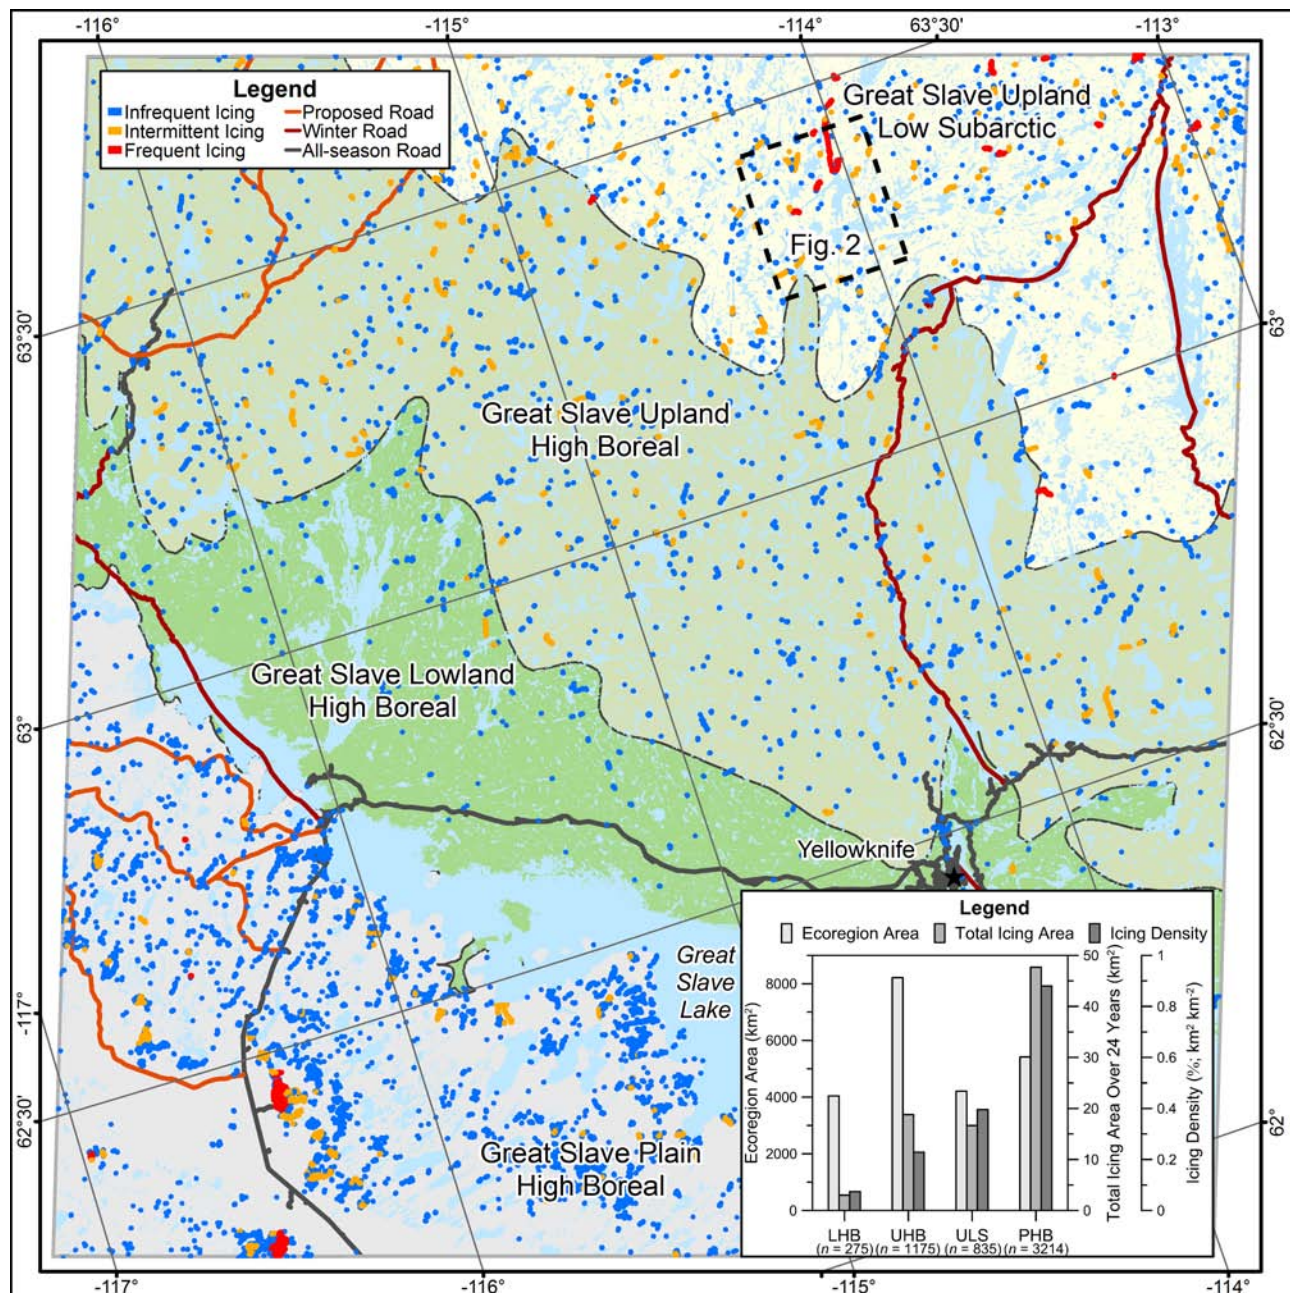 -116°
-115°
-114°
63°30'
-113°
Legend
Infrequent Icing
Proposed Road
Intermittent Icing
Winter Road
Frequent Icing
All-season Road
Great Slave Upland
Low Subarctic
Fig. 2
63°30'
63°
Great Slave Upland
High Boreal
Great Slave Lowland
High Boreal
63°
62°30'
Yellowknife
Great
Slave
Lake
-117°
62°30'
62°
Great Slave Plain
High Boreal
Legend
Ecoregion Area
Total Icing Area
Icing Density
Ecoregion Area (km²)
8000
6000
4000
2000
0
50
40
30
20
10
0
Total Icing Area Over 24 Years (km²)
1
0.8
0.6
0.4
0.2
0
Icing Density (%; km² km⁻²)
LHB
UHB
ULS
PHB
(n = 275)
(n = 1175)
(n = 835)
(n = 3214)
-117°
-116°
-115°
-114°